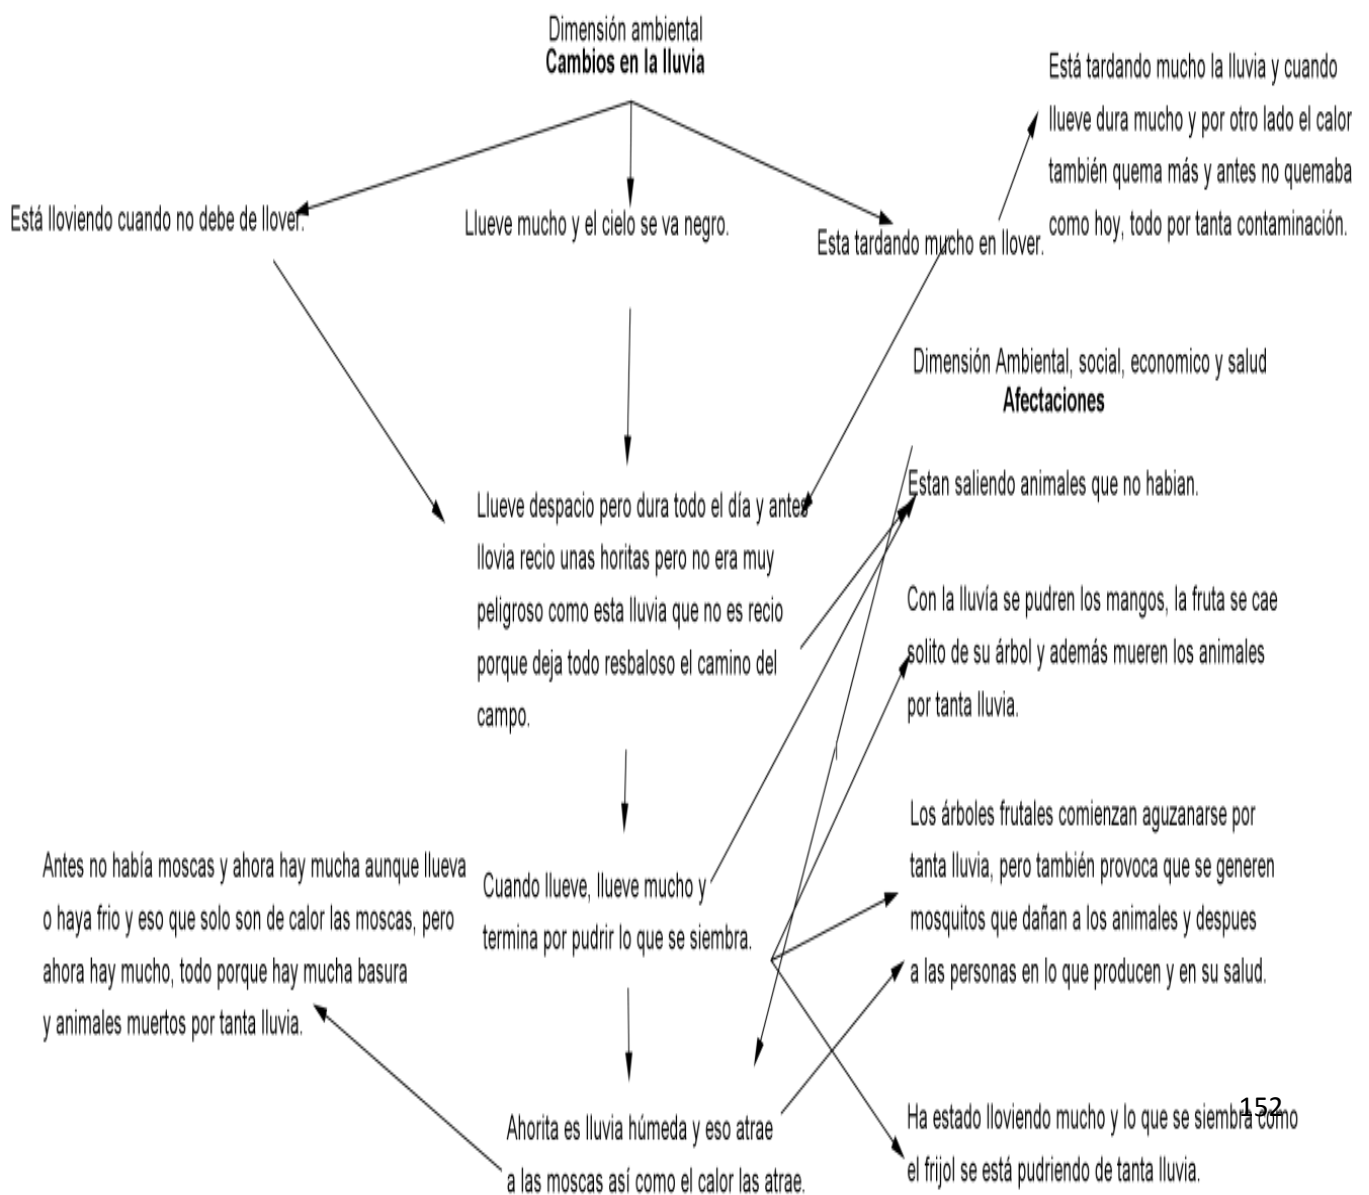 Dimensión ambiental
Cambios en la lluvia
Está tardando mucho la lluvia y cuando
llueve dura mucho y por otro lado el calor
también quema más y antes no quemaba
como hoy, todo por tanta contaminación.
Está lloviendo cuando no debe de llover.
Llueve mucho y el cielo se va negro.
Esta tardando mucho en llover.
Dimensión Ambiental, social, economico y salud
Afectaciones
Llueve despacio pero dura todo el día y antes
llovia recio unas horitas pero no era muy
peligroso como esta lluvia que no es recio
porque deja todo resbaloso el camino del
campo.
Estan saliendo animales que no habian.
Con la lluvía se pudren los mangos, la fruta se cae
solito de su árbol y además mueren los animales
por tanta lluvia.
Antes no había moscas y ahora hay mucha aunque llueva
o haya frio y eso que solo son de calor las moscas, pero
ahora hay mucho, todo porque hay mucha basura
y animales muertos por tanta lluvia.
Cuando llueve, llueve mucho y
termina por pudrir lo que se siembra.
Los árboles frutales comienzan aguzanarse por
tanta lluvia, pero también provoca que se generen
mosquitos que dañan a los animales y despues
a las personas en lo que producen y en su salud.
Ahorita es lluvia húmeda y eso atrae
a las moscas así como el calor las atrae.
Ha estado lloviendo mucho y lo que se siembra como
el frijol se está pudriendo de tanta lluvia.
152